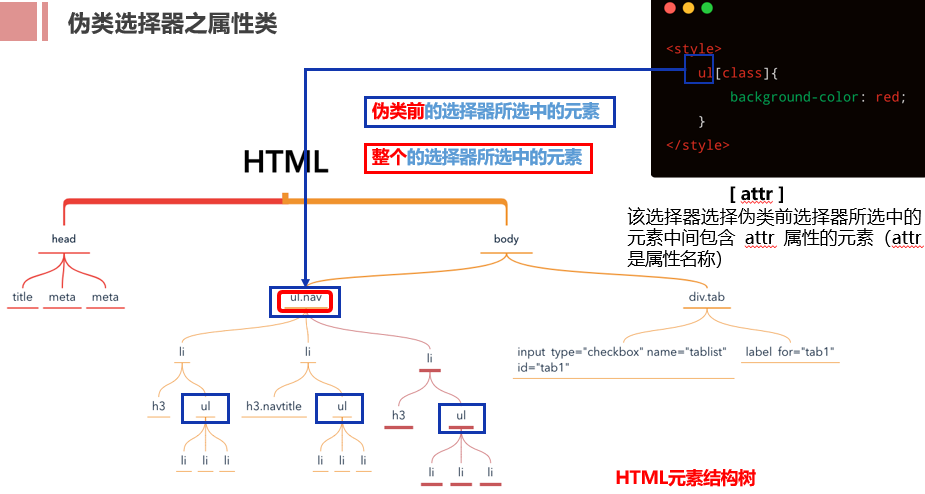 伪类选择器之属性类
<style>
ul[class]{
background-color: red;
}
</style>
伪类前的选择器所选中的元素
整个的选择器所选中的元素
HTML
[ attr ]
该选择器选择伪类前选择器所选中的
元素中间包含 attr 属性的元素（attr
是属性名称）
head
body
title meta meta
ul.nav
div.tab
li
li
li
input type="checkbox" name="tablist"
id="tab1"
label for="tab1"
h3
ul
h3.navtitle
ul
h3
ul
li li li
li li li
li li li
HTML元素结构树